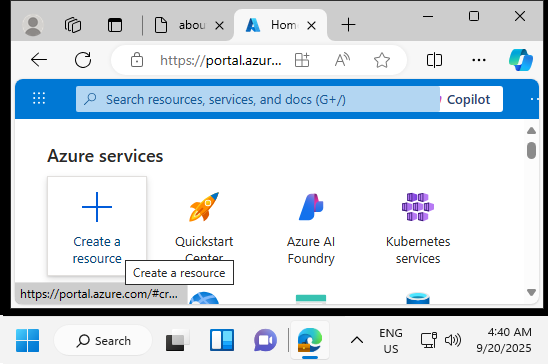 abou
Home
https://portal.azur...
Search resources, services, and docs (G+/)
Copilot
Azure services
Create a
resource
Quickstart
Center
Azure AI
Foundry
Kubernetes
services
Create a resource
https://portal.azure.com/#cr...
Search
ENG
US
4:40 AM
9/20/2025